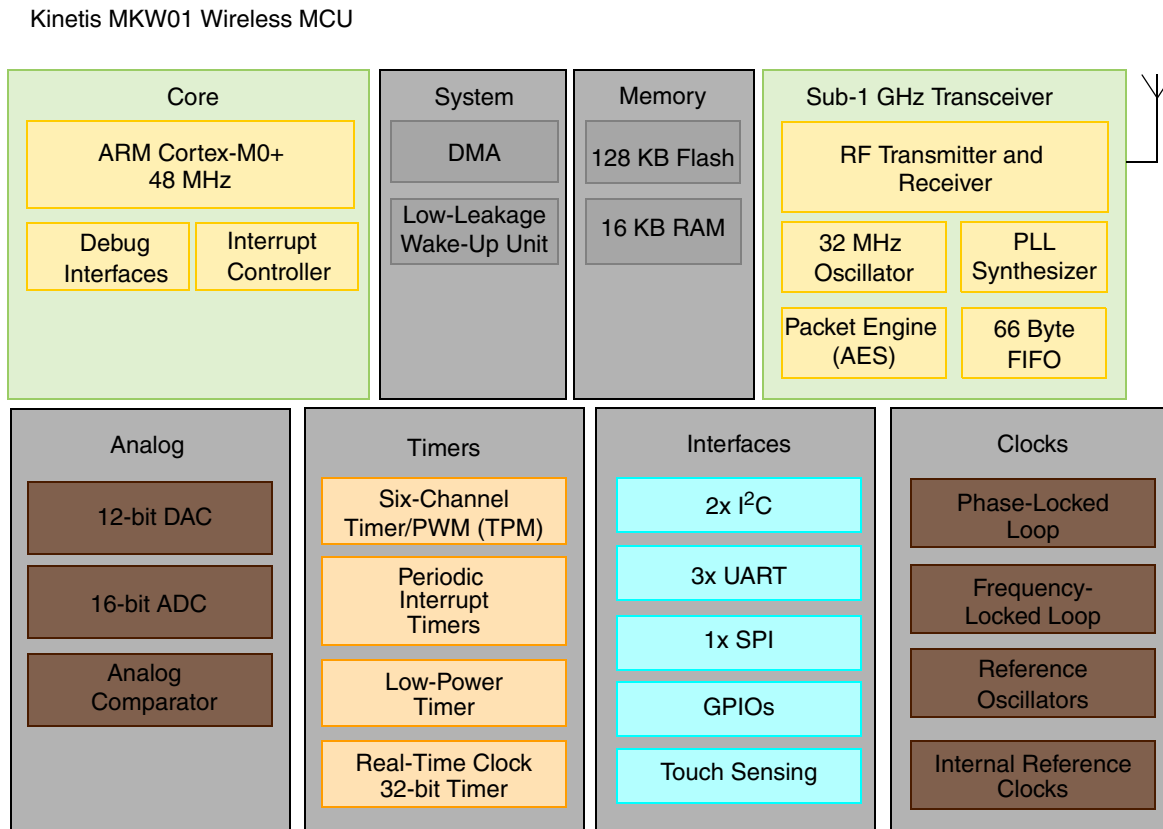 Kinetis MKW01 Wireless MCU
Core
ARM Cortex-M0+
48 MHz
Debug
Interfaces
Interrupt
Controller
System
DMA
Low-Leakage
Wake-Up Unit
Memory
128 KB Flash
16 KB RAM
Sub-1 GHz Transceiver
RF Transmitter and
Receiver
32 MHz
Oscillator
PLL
Synthesizer
Packet Engine
(AES)
66 Byte
FIFO
Analog
12-bit DAC
16-bit ADC
Analog
Comparator
Timers
Six-Channel
Timer/PWM (TPM)
Periodic
Interrupt
Timers
Low-Power
Timer
Real-Time Clock
32-bit Timer
Interfaces
2x I²C
3x UART
1x SPI
GPIOs
Touch Sensing
Clocks
Phase-Locked
Loop
Frequency-
Locked Loop
Reference
Oscillators
Internal Reference
Clocks